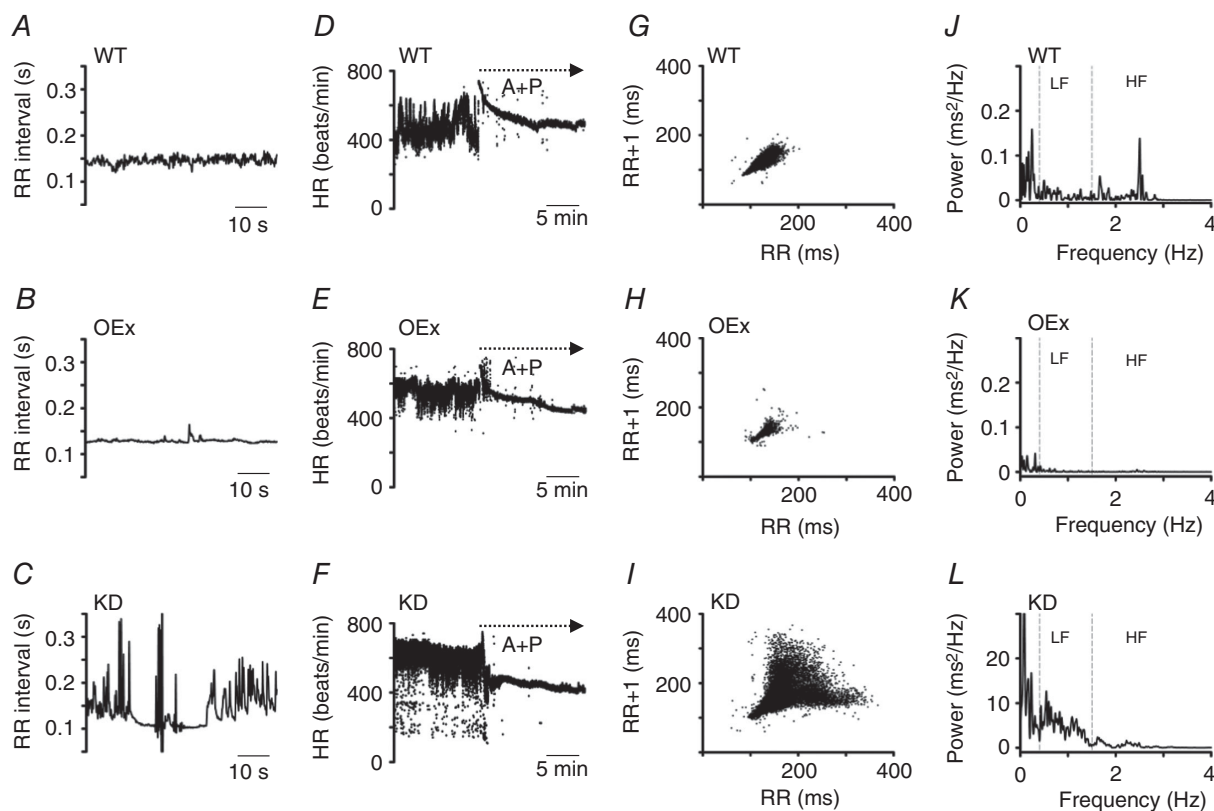 A
WT
RR interval (s)
0.3
0.2
0.1
10 s
D
WT
HR (beats/min)
800
400
0
A+P
5 min
G
WT
RR+1 (ms)
400
200
200
400
RR (ms)
J
WT
LF
HF
Power (ms²/Hz)
0.3
0.2
0.1
0
0
2
4
Frequency (Hz)
B
OEx
RR interval (s)
0.3
0.2
0.1
10 s
E
OEx
HR (beats/min)
800
400
0
A+P
5 min
H
OEx
RR+1 (ms)
400
200
200
400
RR (ms)
K
OEx
LF
HF
Power (ms²/Hz)
0.3
0.2
0.1
0
0
2
4
Frequency (Hz)
C
KD
RR interval (s)
0.3
0.2
0.1
10 s
F
KD
HR (beats/min)
800
400
0
A+P
5 min
I
KD
RR+1 (ms)
400
200
200
400
RR (ms)
L
KD
LF
HF
Power (ms²/Hz)
20
10
0
0
2
4
Frequency (Hz)